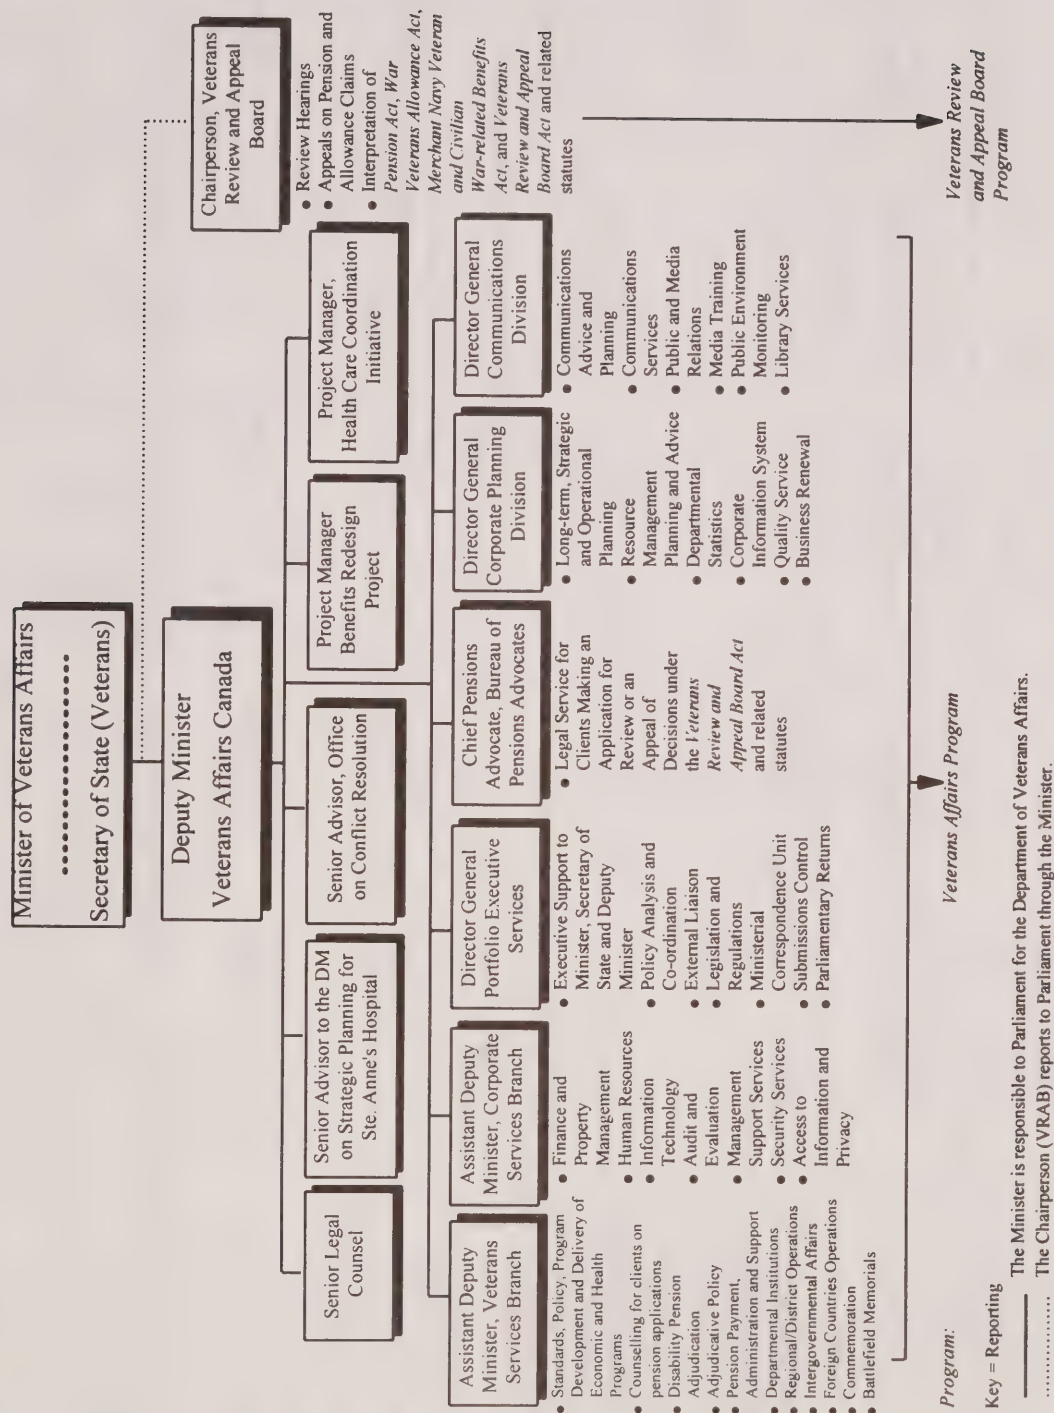 Minister of Veterans Affairs
Secretary of State (Veterans)
Deputy Minister
Veterans Affairs Canada
Chairperson, Veterans
Review and Appeal
Board
• Review Hearings
• Appeals on Pension and
Allowance Claims
• Interpretation of
Pension Act, War
Veterans Allowance Act,
Merchant Navy Veteran
and Civilian
War-related Benefits
Act, and Veterans
Review and Appeal
Board Act and related
statutes
Senior Legal
Counsel
Senior Advisor to the DM
on Strategic Planning for
Ste. Anne's Hospital
Senior Advisor, Office
on Conflict Resolution
Project Manager
Benefits Redesign
Project
Project Manager,
Health Care Coordination
Initiative
Assistant Deputy
Minister, Veterans
Services Branch
• Standards, Policy, Program
Development and Delivery of
Economic and Health
Programs
• Counselling for clients on
pension applications
• Disability Pension
Adjudication
• Adjudicative Policy
• Pension Payment,
Administration and Support
• Departmental Institutions
• Regional/District Operations
• Intergovernmental Affairs
• Foreign Countries Operations
• Commemoration
• Battlefield Memorials
Assistant Deputy
Minister, Corporate
Services Branch
• Finance and
Property
Management
• Human Resources
• Information
Technology
• Audit and
Evaluation
• Management
Support Services
• Security Services
• Access to
Information and
Privacy
Director General
Portfolio Executive
Services
• Executive Support to
Minister, Secretary of
State and Deputy
Minister
• Policy Analysis and
Co-ordination
• External Liaison
• Legislation and
Regulations
• Ministerial
Correspondence Unit
• Submissions Control
• Parliamentary Returns
Chief Pensions
Advocate, Bureau of
Pensions Advocates
• Legal Service for
Clients Making an
Application for
Review or an
Appeal of
Decisions under
the Veterans
Review and
Appeal Board Act
and related
statutes
Director General
Corporate Planning
Division
• Long-term, Strategic
and Operational
Planning
• Resource
Management
Planning and Advice
• Departmental
Statistics
• Corporate
Information System
• Quality Service
• Business Renewal
Director General
Communications
Division
• Communications
Advice and
Planning
• Communications
Services
• Public and Media
Relations
• Media Training
• Public Environment
Monitoring
• Library Services
Program:
Veterans Affairs Program
Veterans Review
and Appeal Board
Program
Key = Reporting
The Minister is responsible to Parliament for the Department of Veterans Affairs.
The Chairperson (VRAB) reports to Parliament through the Minister.